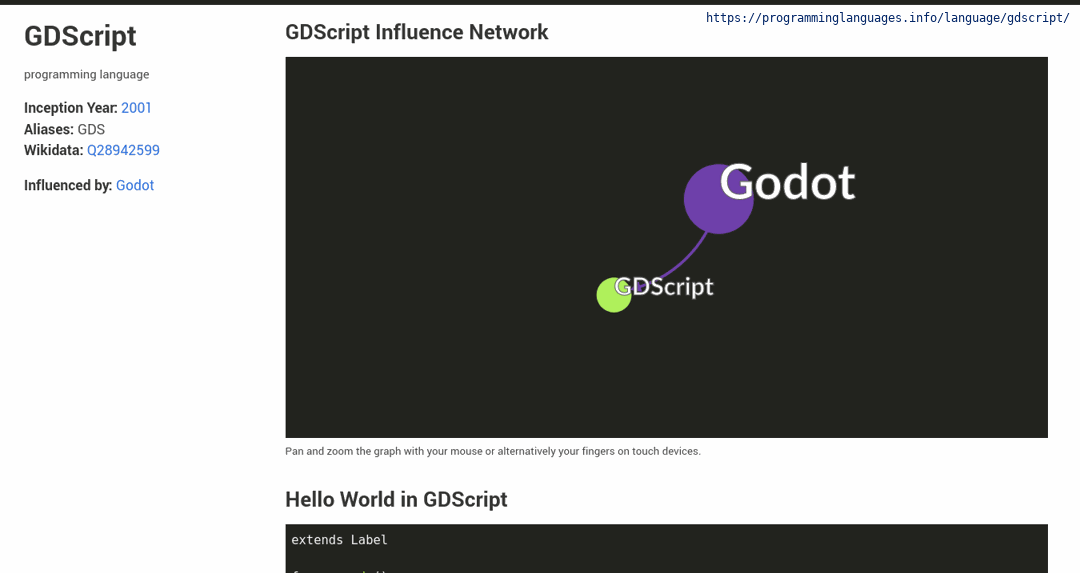 https://programminglanguages.info/language/gdscript/
GDScript
programming language
Inception Year: 2001
Aliases: GDS
Wikidata: Q28942599
Influenced by: Godot
GDScript Influence Network
Godot
GDScript
Pan and zoom the graph with your mouse or alternatively your fingers on touch devices.
Hello World in GDScript
extends Label